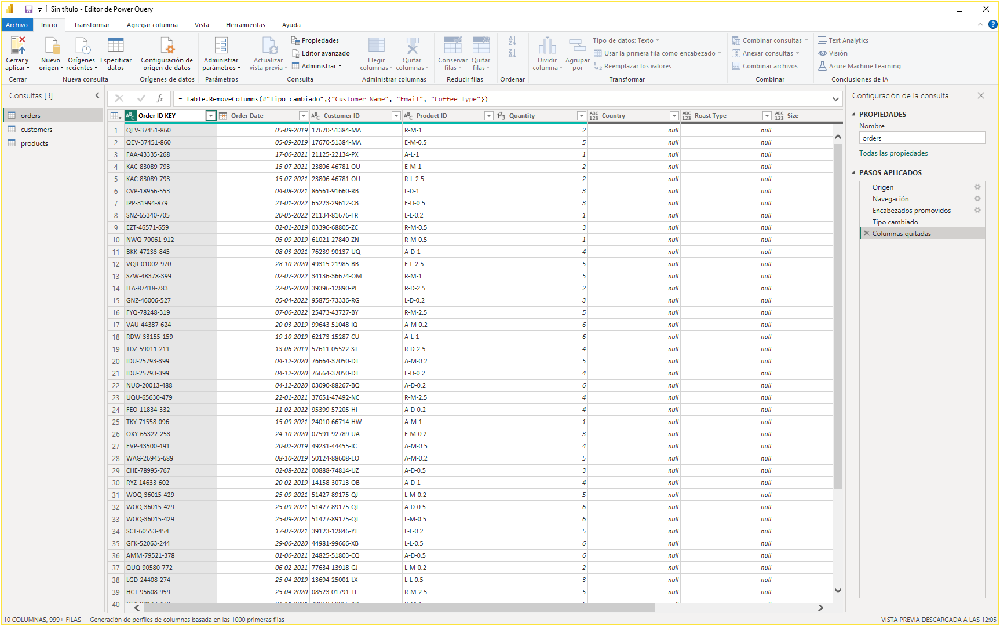 Sin título - Editor de Power Query
Archivo Inicio Transformar Agregar columna Vista Herramientas Ayuda
Cerrar y aplicar
Cerrar
Nuevo origen
Orígenes recientes
Especificar datos
Nueva consulta
Configuración de origen de datos
Orígenes de datos
Administrar parámetros
Parámetros
Actualizar vista previa
Propiedades
Editor avanzado
Administrar
Consulta
Elegir columnas
Quitar columnas
Administrar columnas
Conservar filas
Quitar filas
Reducir filas
Ordenar
Dividir columna
Agrupar por
Tipo de datos: Texto
Usar la primera fila como encabezado
Reemplazar los valores
Transformar
Combinar consultas
Anexar consultas
Combinar archivos
Combinar
Text Analytics
Visión
Azure Machine Learning
Conclusiones de IA
Consultas [3]
orders
customers
products
fx = Table.RemoveColumns(#"Tipo cambiado",{"Customer Name", "Email", "Coffee Type"})
Order ID KEY Order Date Customer ID Product ID Quantity Country Roast Type Size
1 QEV-37451-860 05-09-2019 17670-51384-MA R-M-1 2 null null
2 QEV-37451-860 05-09-2019 17670-51384-MA E-M-0.5 5 null null
3 FAA-43335-268 17-06-2021 21125-22134-PX A-L-1 1 null null
4 KAC-83089-793 15-07-2021 23806-46781-OU E-M-1 2 null null
5 KAC-83089-793 15-07-2021 23806-46781-OU R-L-2.5 2 null null
6 CVP-18956-553 04-08-2021 86561-91660-RB L-D-1 3 null null
7 IPP-31994-879 21-01-2022 65223-29612-CB E-D-0.5 3 null null
8 SNZ-65340-705 20-05-2022 21134-81676-FR L-L-0.2 1 null null
9 EZT-46571-659 02-01-2019 03396-68805-ZC R-M-0.5 3 null null
10 NWQ-70061-912 05-09-2019 61021-27840-ZN R-M-0.5 1 null null
11 BKK-47233-845 08-03-2021 76239-90137-UQ A-D-1 4 null null
12 VQR-01002-970 28-10-2020 49315-21985-BB E-L-2.5 5 null null
13 SZW-48378-399 02-07-2022 34136-36674-OM R-M-1 5 null null
14 ITA-87418-783 22-05-2020 39396-12890-PE R-D-2.5 2 null null
15 GNZ-46006-527 05-04-2022 95875-73336-RG L-D-0.2 3 null null
16 FYQ-78248-319 07-06-2022 25473-43727-BY R-M-2.5 5 null null
17 VAU-44387-624 20-03-2019 99643-51048-IQ A-M-0.2 6 null null
18 RDW-33155-159 19-10-2019 62173-15287-CU A-L-1 6 null null
19 TDZ-59011-211 13-06-2019 57611-05522-ST R-D-2.5 4 null null
20 IDU-25793-399 04-12-2020 76664-37050-DT A-M-0.2 5 null null
21 IDU-25793-399 04-12-2020 76664-37050-DT E-D-0.2 4 null null
22 NUO-20013-488 04-12-2020 03090-88267-BQ A-D-0.2 6 null null
23 UQU-65630-479 22-01-2021 37651-47492-NC R-M-2.5 4 null null
24 FEO-11834-332 11-02-2022 95399-57205-HI A-D-0.2 4 null null
25 TKY-71558-096 15-09-2021 24010-66714-HW A-M-1 1 null null
26 OXY-65322-253 24-10-2020 07591-92789-UA E-M-0.2 3 null null
27 EVP-43500-491 20-02-2019 49231-44455-IC A-M-0.5 4 null null
28 WAG-26945-689 08-10-2019 50124-88608-EO A-M-0.2 5 null null
29 CHE-78995-767 02-08-2022 00888-74814-UZ A-D-0.5 3 null null
30 RYZ-14633-602 20-02-2019 14158-30713-OB A-D-1 4 null null
31 WOQ-36015-429 25-09-2021 51427-89175-QJ L-M-0.2 5 null null
32 WOQ-36015-429 25-09-2021 51427-89175-QJ A-D-0.5 6 null null
33 WOQ-36015-429 25-09-2021 51427-89175-QJ L-M-0.5 6 null null
34 SCT-60553-454 17-07-2021 39123-12846-YJ L-L-0.2 5 null null
35 GFK-52063-244 29-06-2020 44981-99666-XB L-L-0.5 6 null null
36 AMM-79521-378 01-06-2021 24825-51803-CQ A-D-0.5 6 null null
37 QUQ-90580-772 06-02-2021 77634-13918-GJ L-M-0.2 2 null null
38 LGD-24408-274 25-04-2019 13694-25001-LX L-L-0.5 3 null null
39 HCT-95608-959 25-04-2020 08523-01791-TI R-M-2.5 5 null null
40
Configuración de la consulta
PROPIEDADES
Nombre
orders
Todas las propiedades
PASOS APLICADOS
Origen
Navegación
Encabezados promovidos
Tipo cambiado
Columnas quitadas
10 COLUMNAS, 999+ FILAS Generación de perfiles de columnas basada en las 1000 primeras filas
VISTA PREVIA DESCARGADA A LAS 12:05